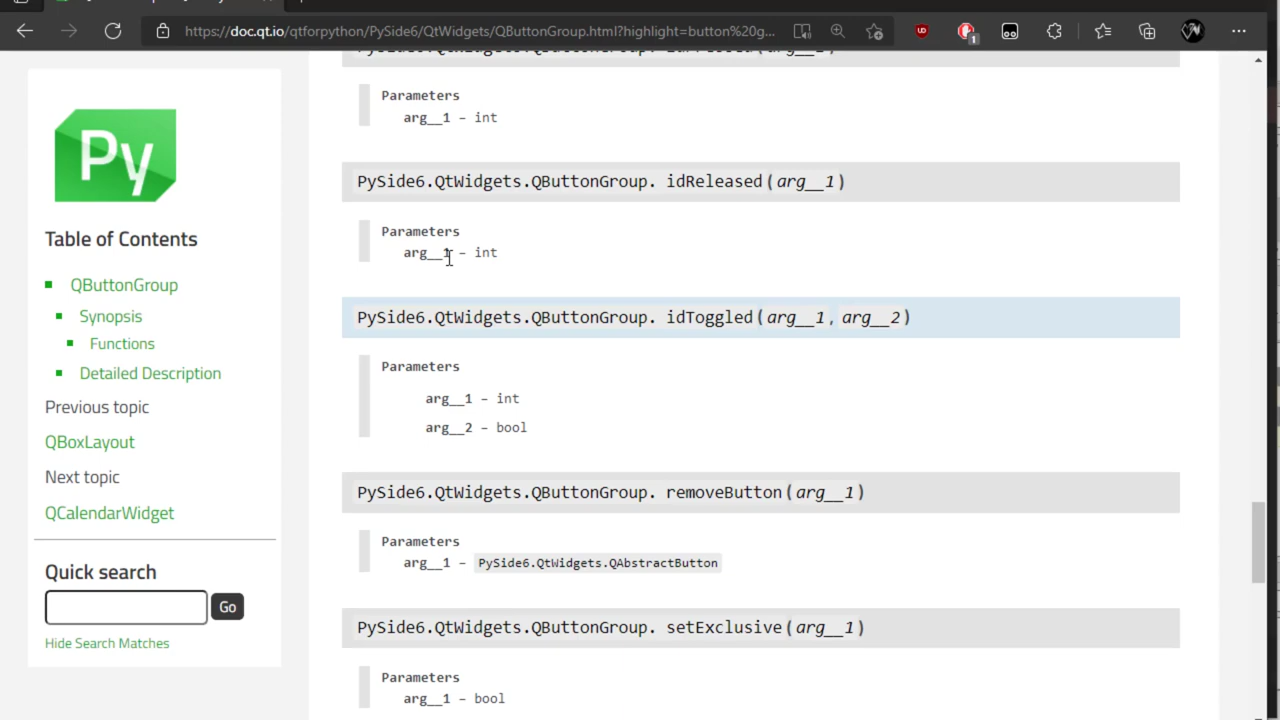 https://doc.qt.io/qtforpython/PySide6/QtWidgets/QButtonGroup.html?highlight=button%20g...
UD
1
Py
Table of Contents
QButtonGroup
Synopsis
Functions
Detailed Description
Previous topic
QBoxLayout
Next topic
QCalendarWidget
Quick search
Go
Hide Search Matches
Parameters
arg__1 – int
PySide6.QtWidgets.QButtonGroup. idReleased(arg__1)
Parameters
arg__1 – int
PySide6.QtWidgets.QButtonGroup. idToggled(arg__1, arg__2)
Parameters
arg__1 – int
arg__2 – bool
PySide6.QtWidgets.QButtonGroup. removeButton(arg__1)
Parameters
arg__1 – PySide6.QtWidgets.QAbstractButton
PySide6.QtWidgets.QButtonGroup. setExclusive(arg__1)
Parameters
arg__1 – bool